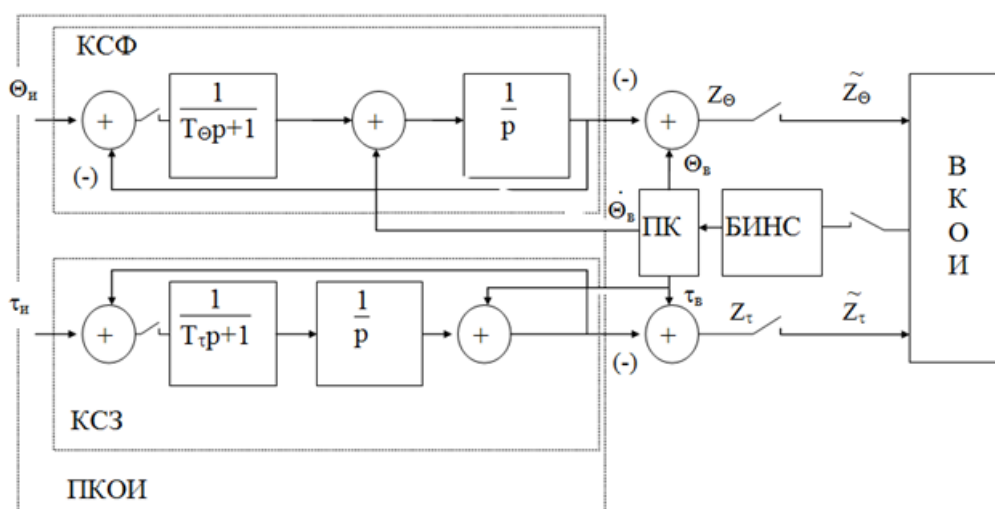 КСФ
Θи
+
(-)
1
TΘp+1
+
1
p
(-)
+
ZΘ
Z̃Θ
Θв
Θ̇в
ПК
БИНС
В
К
О
И
τи
+
1
Tτp+1
1
p
+
τв
+
(-)
Zτ
Z̃τ
КСЗ
ПКОИ